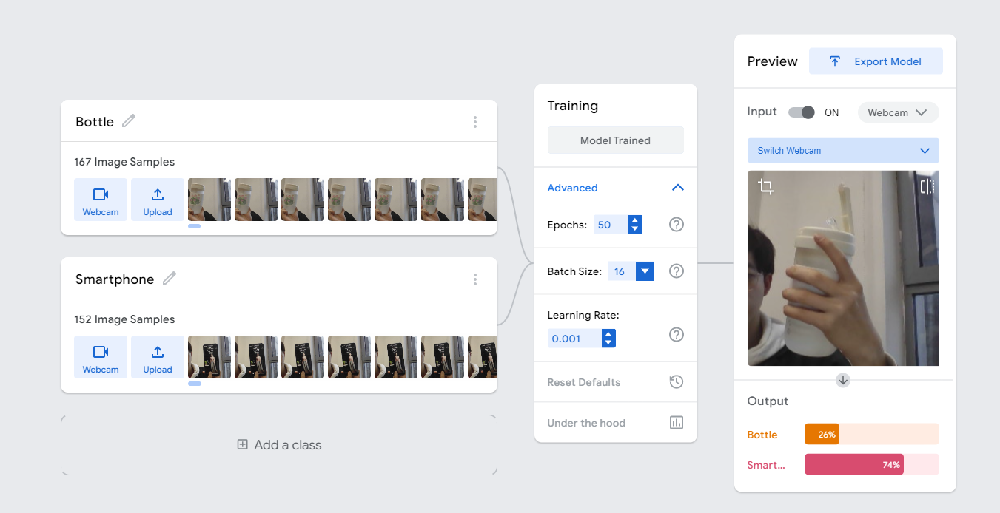 Bottle
167 Image Samples
Webcam
Upload
Smartphone
152 Image Samples
Webcam
Upload
Add a class
Training
Model Trained
Advanced
Epochs: 50
Batch Size: 16
Learning Rate:
0.001
Reset Defaults
Under the hood
Preview
Export Model
Input ON Webcam
Switch Webcam
Output
Bottle 26%
Smart... 74%